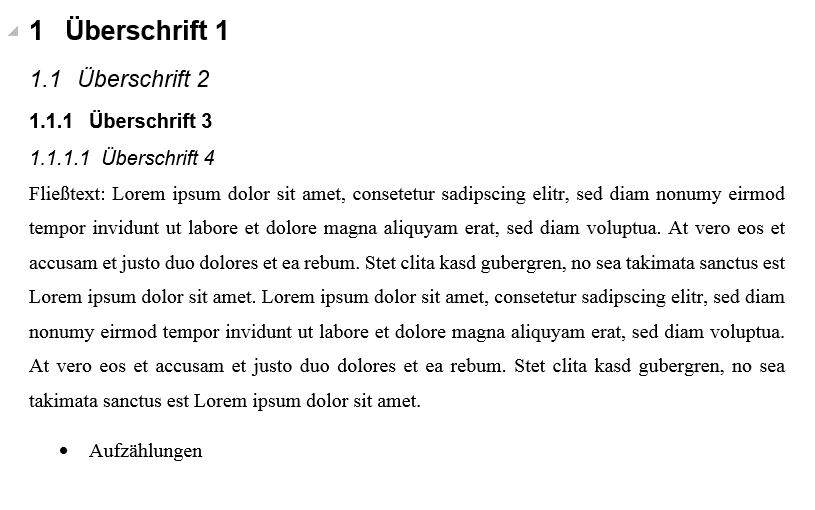 1 Überschrift 1
1.1 Überschrift 2
1.1.1 Überschrift 3
1.1.1.1 Überschrift 4
Fließtext: Lorem ipsum dolor sit amet, consetetur sadipscing elitr, sed diam nonumy eirmod
tempor invidunt ut labore et dolore magna aliquyam erat, sed diam voluptua. At vero eos et
accusam et justo duo dolores et ea rebum. Stet clita kasd gubergren, no sea takimata sanctus est
Lorem ipsum dolor sit amet. Lorem ipsum dolor sit amet, consetetur sadipscing elitr, sed diam
nonumy eirmod tempor invidunt ut labore et dolore magna aliquyam erat, sed diam voluptua.
At vero eos et accusam et justo duo dolores et ea rebum. Stet clita kasd gubergren, no sea
takimata sanctus est Lorem ipsum dolor sit amet.
• Aufzählungen